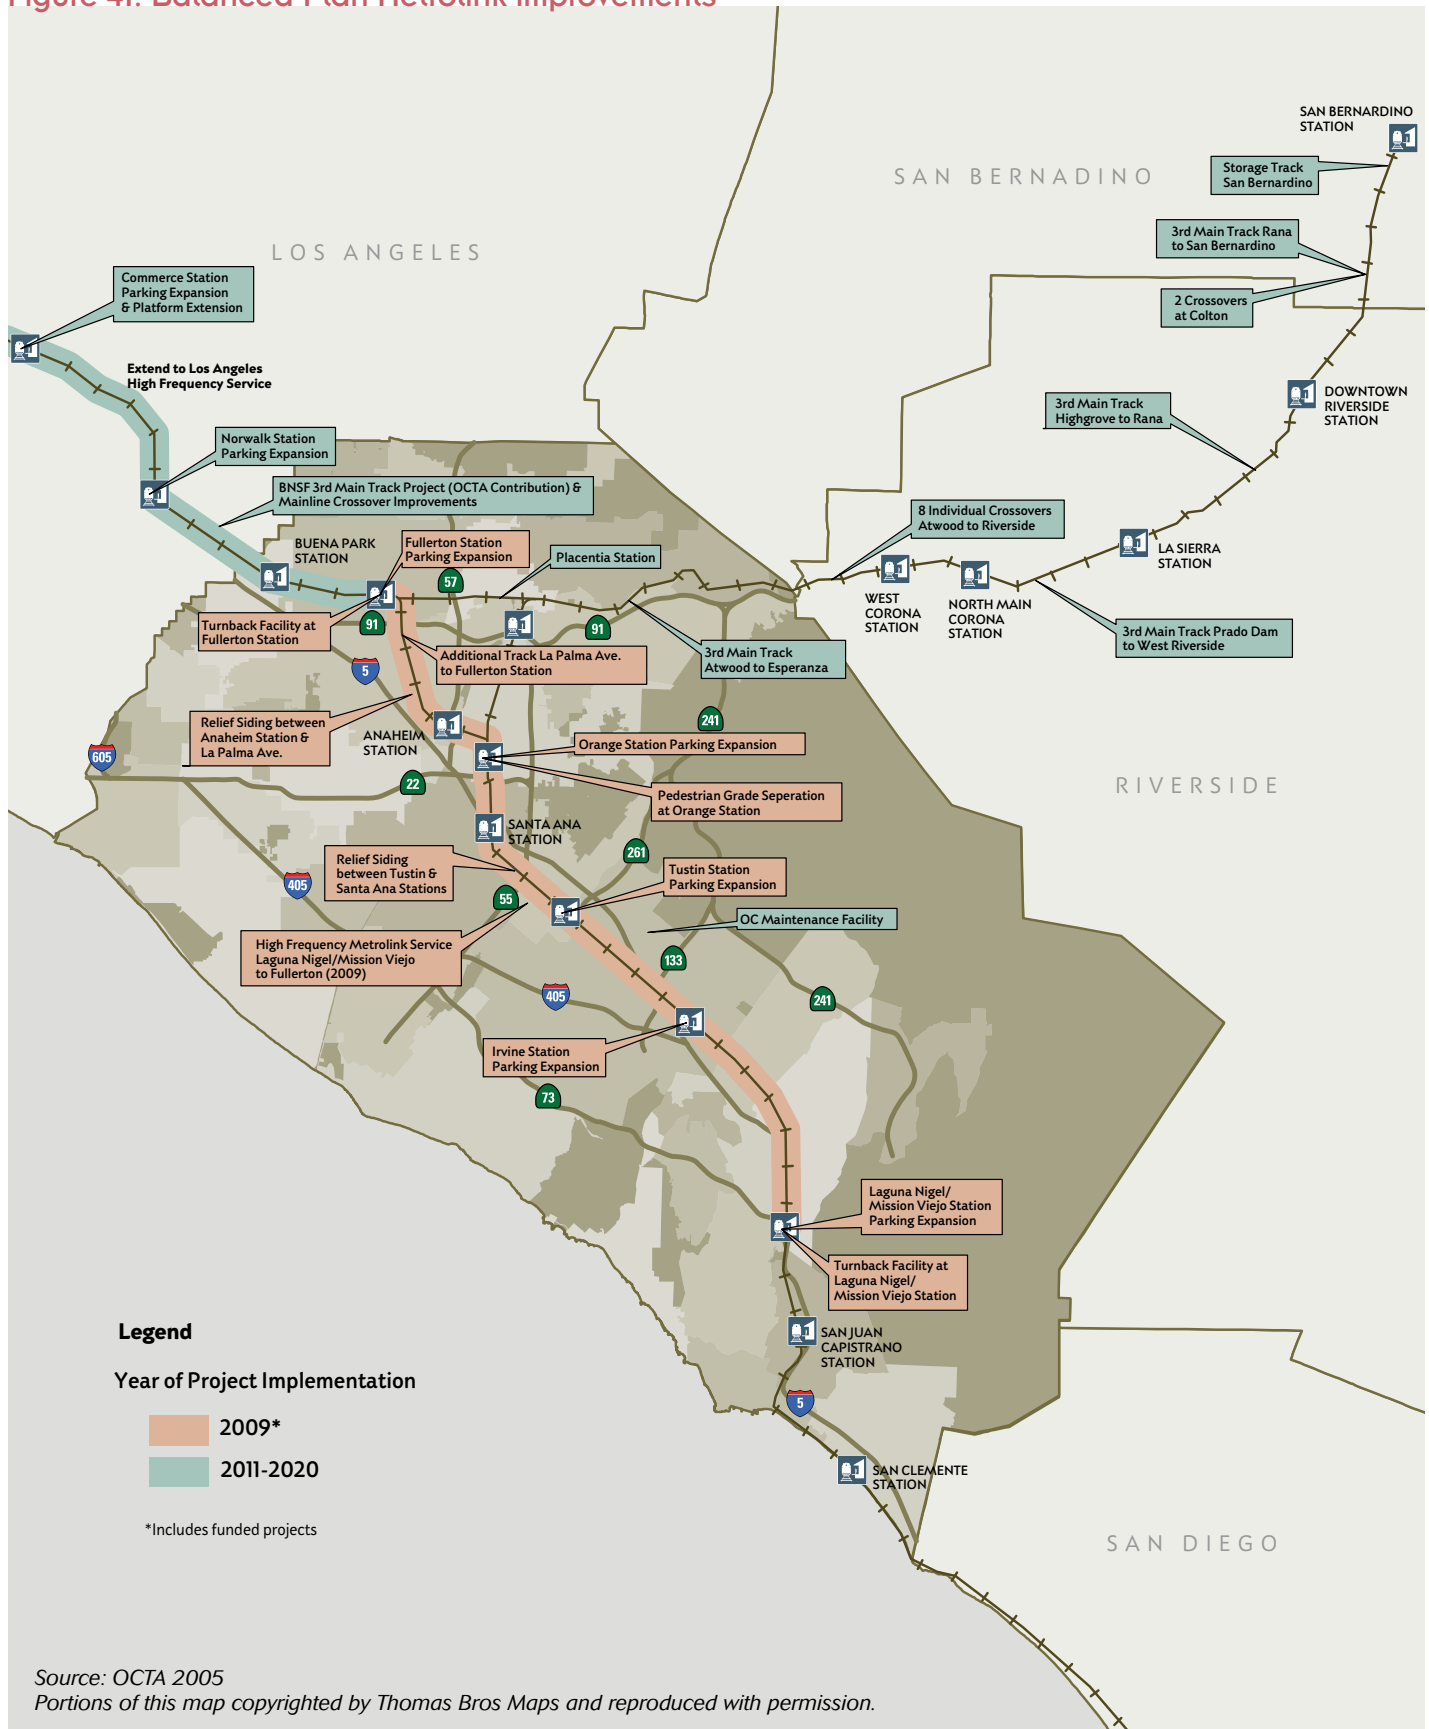 Figure 41: Balanced Plan Metrolink Improvements
SAN BERNARDINO
STATION
Storage Track
San Bernardino
SAN BERNADINO
3rd Main Track Rana
to San Bernardino
LOS ANGELES
2 Crossovers
at Colton
Commerce Station
Parking Expansion
& Platform Extension
Extend to Los Angeles
High Frequency Service
DOWNTOWN
RIVERSIDE
STATION
3rd Main Track
Highgrove to Rana
Norwalk Station
Parking Expansion
BNSF 3rd Main Track Project (OCTA Contribution) &
Mainline Crossover Improvements
8 Individual Crossovers
Atwood to Riverside
BUENA PARK
STATION
Fullerton Station
Parking Expansion
Placentia Station
LA SIERRA
STATION
57
WEST
CORONA
STATION
NORTH MAIN
CORONA
STATION
Turnback Facility at
Fullerton Station
91
91
3rd Main Track Prado Dam
to West Riverside
Additional Track La Palma Ave.
to Fullerton Station
3rd Main Track
Atwood to Esperanza
5
Relief Siding between
Anaheim Station &
La Palma Ave.
241
ANAHEIM
STATION
Orange Station Parking Expansion
605
22
Pedestrian Grade Seperation
at Orange Station
RIVERSIDE
SANTA ANA
STATION
261
Relief Siding
between Tustin &
Santa Ana Stations
Tustin Station
Parking Expansion
405
55
OC Maintenance Facility
High Frequency Metrolink Service
Laguna Nigel/Mission Viejo
to Fullerton (2009)
133
405
241
Irvine Station
Parking Expansion
73
Laguna Nigel/
Mission Viejo Station
Parking Expansion
Turnback Facility at
Laguna Nigel/
Mission Viejo Station
SAN JUAN
CAPISTRANO
STATION
5
SAN CLEMENTE
STATION
SAN DIEGO
Legend
Year of Project Implementation
2009*
2011-2020
*Includes funded projects
Source: OCTA 2005
Portions of this map copyrighted by Thomas Bros Maps and reproduced with permission.